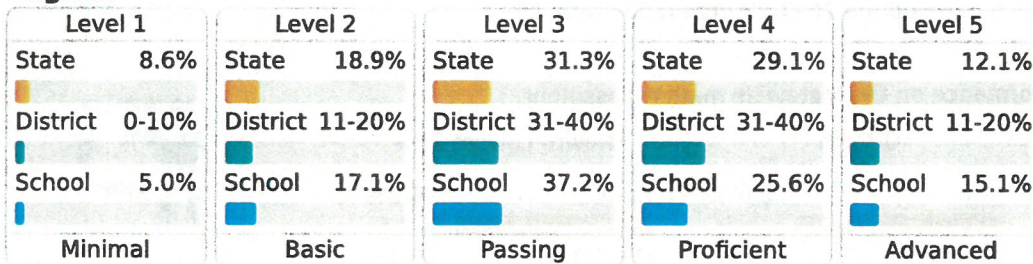 Level 1 Level 2 Level 3 Level 4 Level 5
State 8.6% State 18.9% State 31.3% State 29.1% State 12.1%
District 0-10% District 11-20% District 31-40% District 31-40% District 11-20%
School 5.0% School 17.1% School 37.2% School 25.6% School 15.1%
Minimal Basic Passing Proficient Advanced